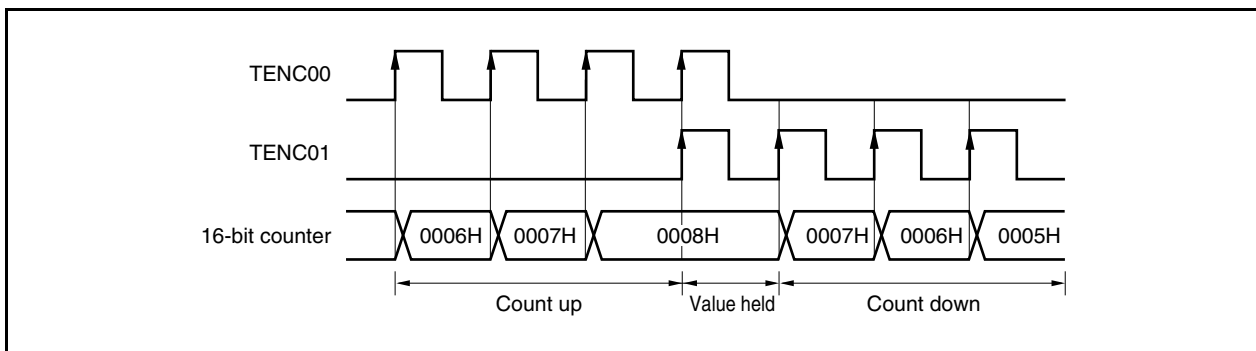 TENC00
TENC01
16-bit counter 0006H 0007H 0008H 0007H 0006H 0005H
Count up Value held Count down